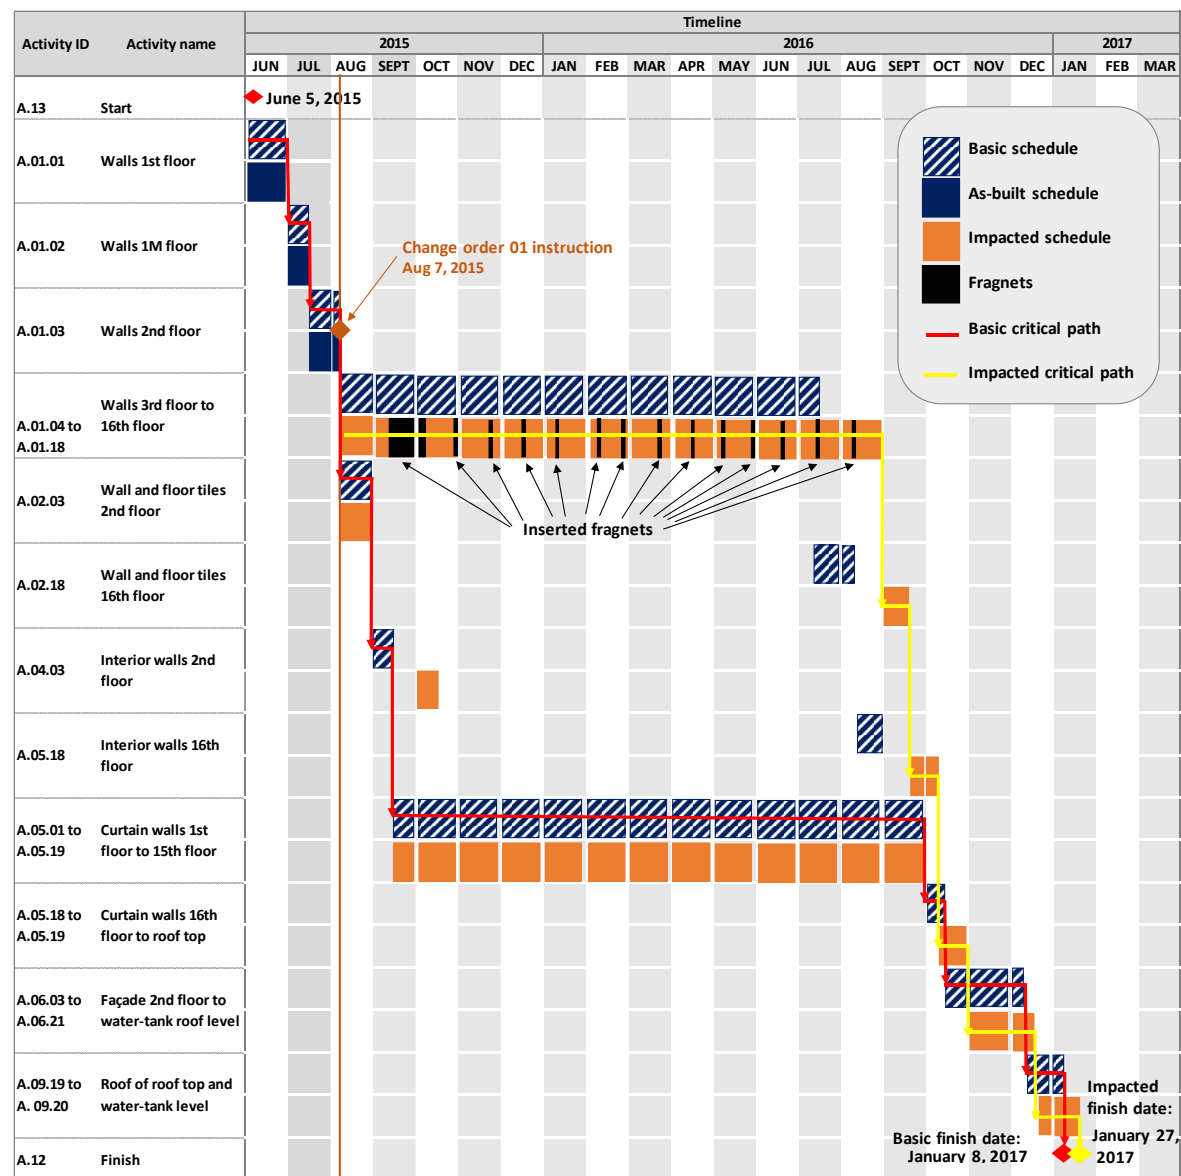 Timeline
Activity ID Activity name
2015 2016 2017
JUN JUL AUG SEPT OCT NOV DEC JAN FEB MAR APR MAY JUN JUL AUG SEPT OCT NOV DEC JAN FEB MAR
A.13 Start
June 5, 2015
Basic schedule
As-built schedule
Impacted schedule
Fragnets
Basic critical path
Impacted critical path
A.01.01 Walls 1st floor
A.01.02 Walls 1M floor
Change order 01 instruction
Aug 7, 2015
A.01.03 Walls 2nd floor
A.01.04 to
A.01.18
Walls 3rd floor to
16th floor
A.02.03
Wall and floor tiles
2nd floor
Inserted fragnets
A.02.18
Wall and floor tiles
16th floor
A.04.03
Interior walls 2nd
floor
A.05.18
Interior walls 16th
floor
A.05.01 to
A.05.19
Curtain walls 1st
floor to 15th floor
A.05.18 to
A.05.19
Curtain walls 16th
floor to roof top
A.06.03 to
A.06.21
Façade 2nd floor to
water-tank roof level
A.09.19 to
A. 09.20
Roof of roof top and
water-tank level
Impacted
finish date:
January 27,
2017
Basic finish date:
January 8, 2017
A.12 Finish